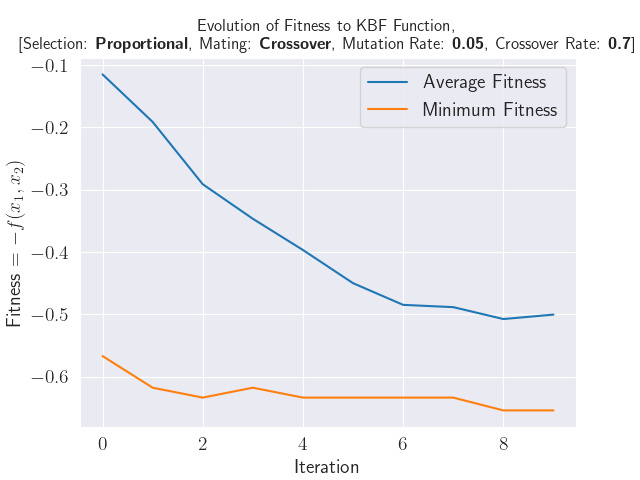 Evolution of Fitness to KBF Function,
[Selection: Proportional, Mating: Crossover, Mutation Rate: 0.05, Crossover Rate: 0.7]
Average Fitness
Minimum Fitness
Fitness = −f(x₁, x₂)
−0.1
−0.2
−0.3
−0.4
−0.5
−0.6
0 2 4 6 8
Iteration